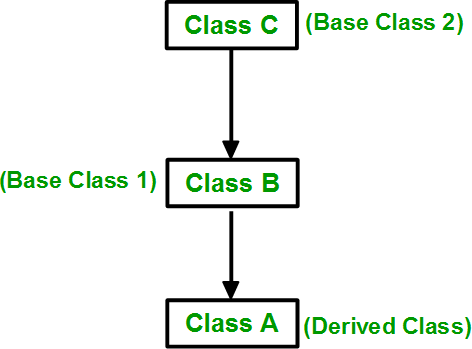 Class C (Base Class 2)
(Base Class 1) Class B
Class A (Derived Class)